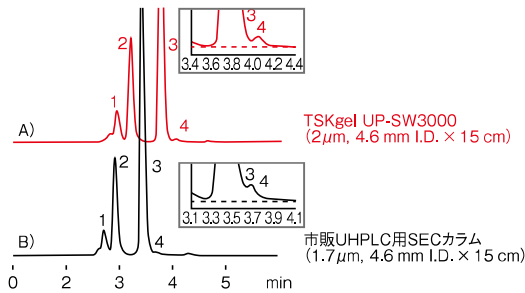 3
4
3.4 3.6 3.8 4.0 4.2 4.4
2
3
1
4
A)
TSKgel UP-SW3000
(2μm, 4.6 mm I.D. × 15 cm)
3
4
3.1 3.3 3.5 3.7 3.9 4.1
2
3
1
4
B)
市販UHPLC用SECカラム
(1.7μm, 4.6 mm I.D. × 15 cm)
0 1 2 3 4 5 min